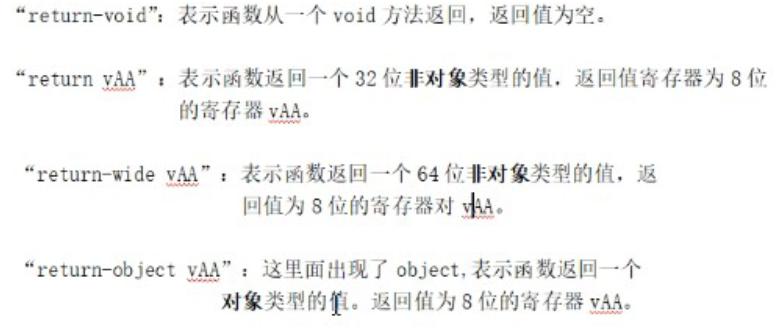 “return-void”：表示函数从一个 void 方法返回，返回值为空。
“return vAA”：表示函数返回一个 32 位非对象类型的值，返回值寄存器为 8 位
的寄存器 vAA。
“return-wide vAA”：表示函数返回一个 64 位非对象类型的值，返
回值为 8 位的寄存器对 vAA。
“return-object vAA”：这里面出现了 object,表示函数返回一个
对象类型的值。返回值为 8 位的寄存器 vAA。